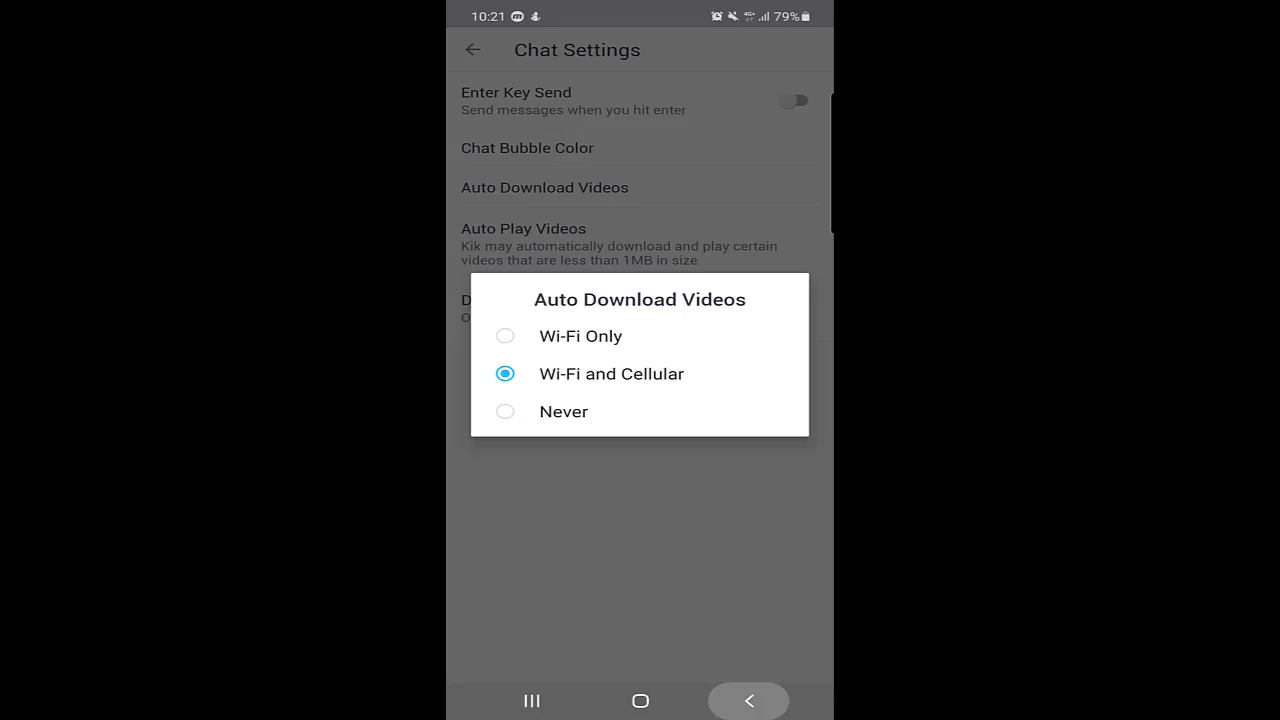 10:21
79%
Chat Settings
Enter Key Send
Send messages when you hit enter
Chat Bubble Color
Auto Download Videos
Auto Play Videos
Kik may automatically download and play certain
videos that are less than 1MB in size
D
O
Auto Download Videos
Wi-Fi Only
Wi-Fi and Cellular
Never